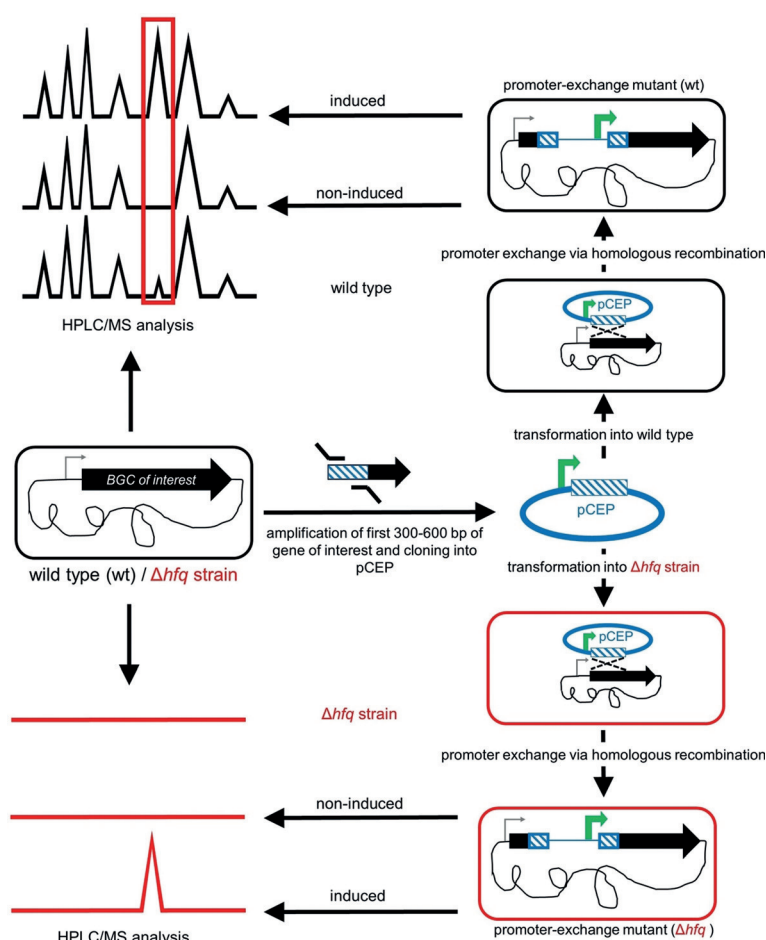 promoter-exchange mutant (wt)
induced
non-induced
promoter exchange via homologous recombination
wild type
pCEP
HPLC/MS analysis
transformation into wild type
BGC of interest
pCEP
amplification of first 300-600 bp of
gene of interest and cloning into
pCEP
wild type (wt) / Δhfq strain
transformation into Δhfq strain
pCEP
Δhfq strain
promoter exchange via homologous recombination
non-induced
induced
promoter-exchange mutant (Δhfq )
HPLC/MS analysis